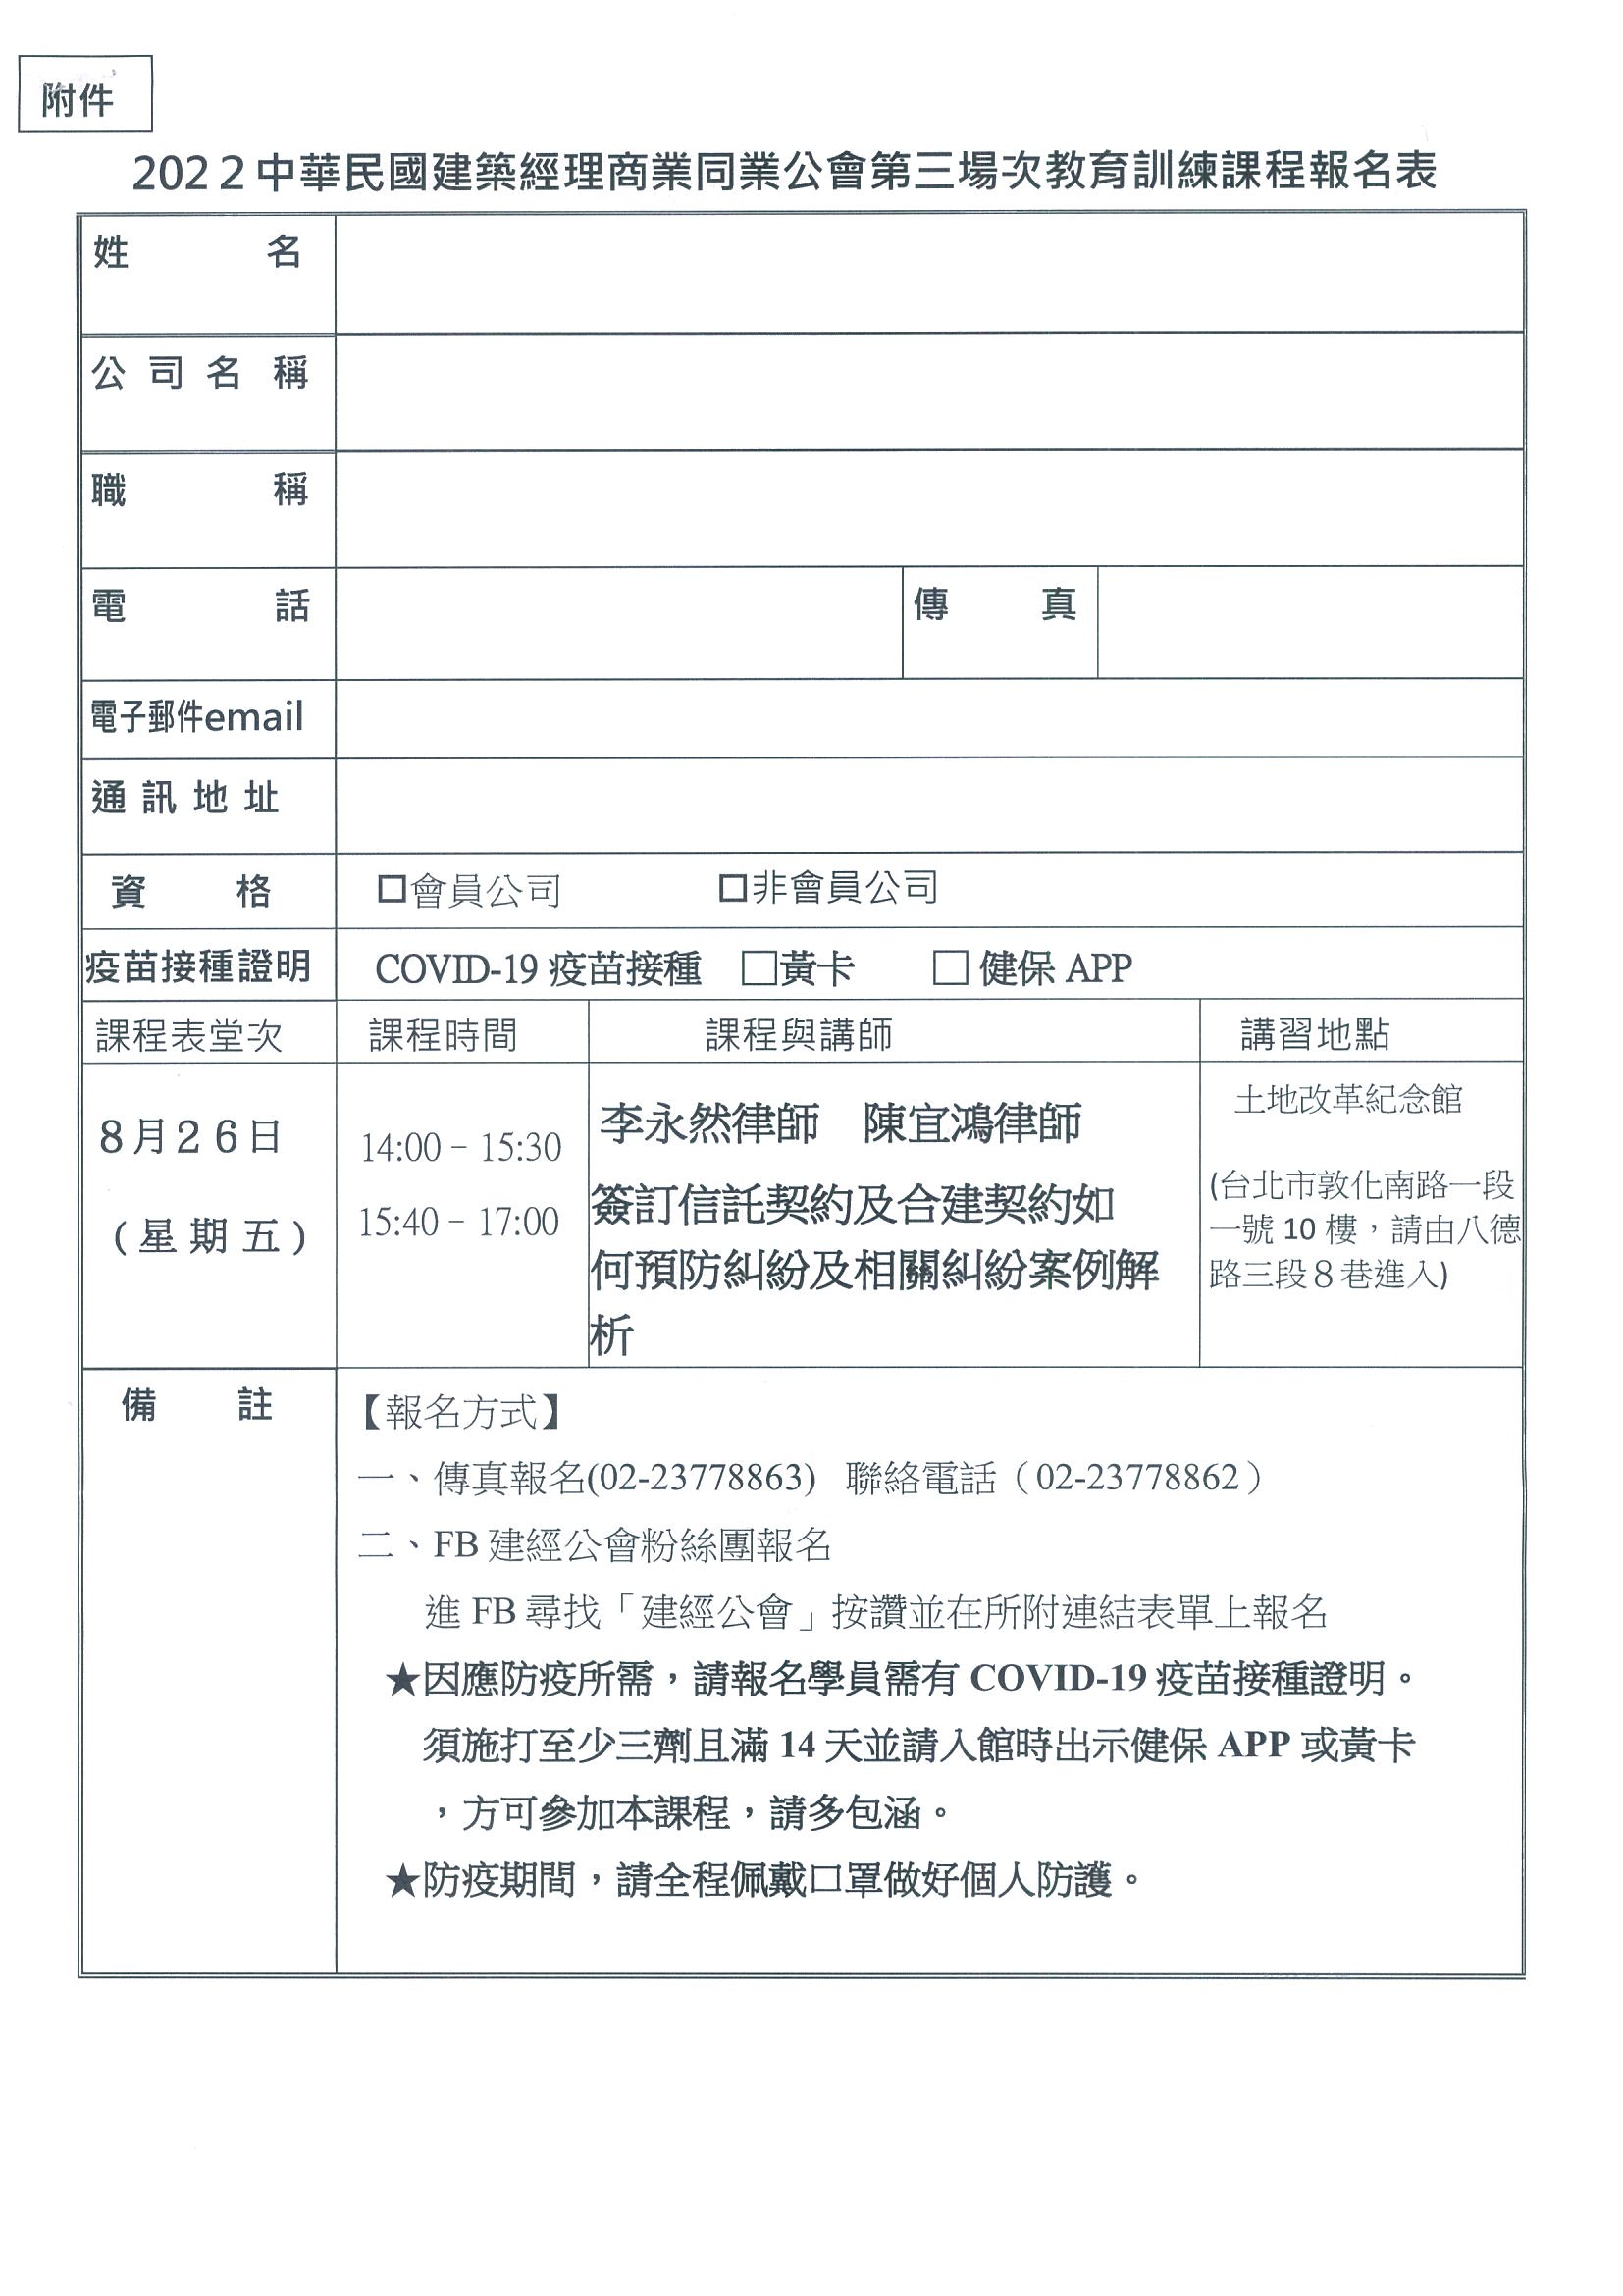 附件
2022中華民國建築經理商業同業公會第三場次教育訓練課程報名表
姓 名
公 司 名 稱
職 稱
電 話 傳 真
電子郵件email
通 訊 地 址
資 格 □會員公司 □非會員公司
疫苗接種證明 COVID-19 疫苗接種 □黃卡 □ 健保 APP
課程表堂次 課程時間 課程與講師 講習地點
8月26日
(星期五)
14:00－15:30
15:40－17:00
李永然律師 陳宜鴻律師
簽訂信託契約及合建契約如
何預防糾紛及相關糾紛案例解
析
土地改革紀念館
(台北市敦化南路一段
一號 10 樓，請由八德
路三段８巷進入)
備 註
【報名方式】
一、傳真報名(02-23778863) 聯絡電話（02-23778862）
二、FB 建經公會粉絲團報名
進 FB 尋找「建經公會」按讚並在所附連結表單上報名
★因應防疫所需，請報名學員需有 COVID-19 疫苗接種證明。
須施打至少三劑且滿 14 天並請入館時出示健保 APP 或黃卡
，方可參加本課程，請多包涵。
★防疫期間，請全程佩戴口罩做好個人防護。